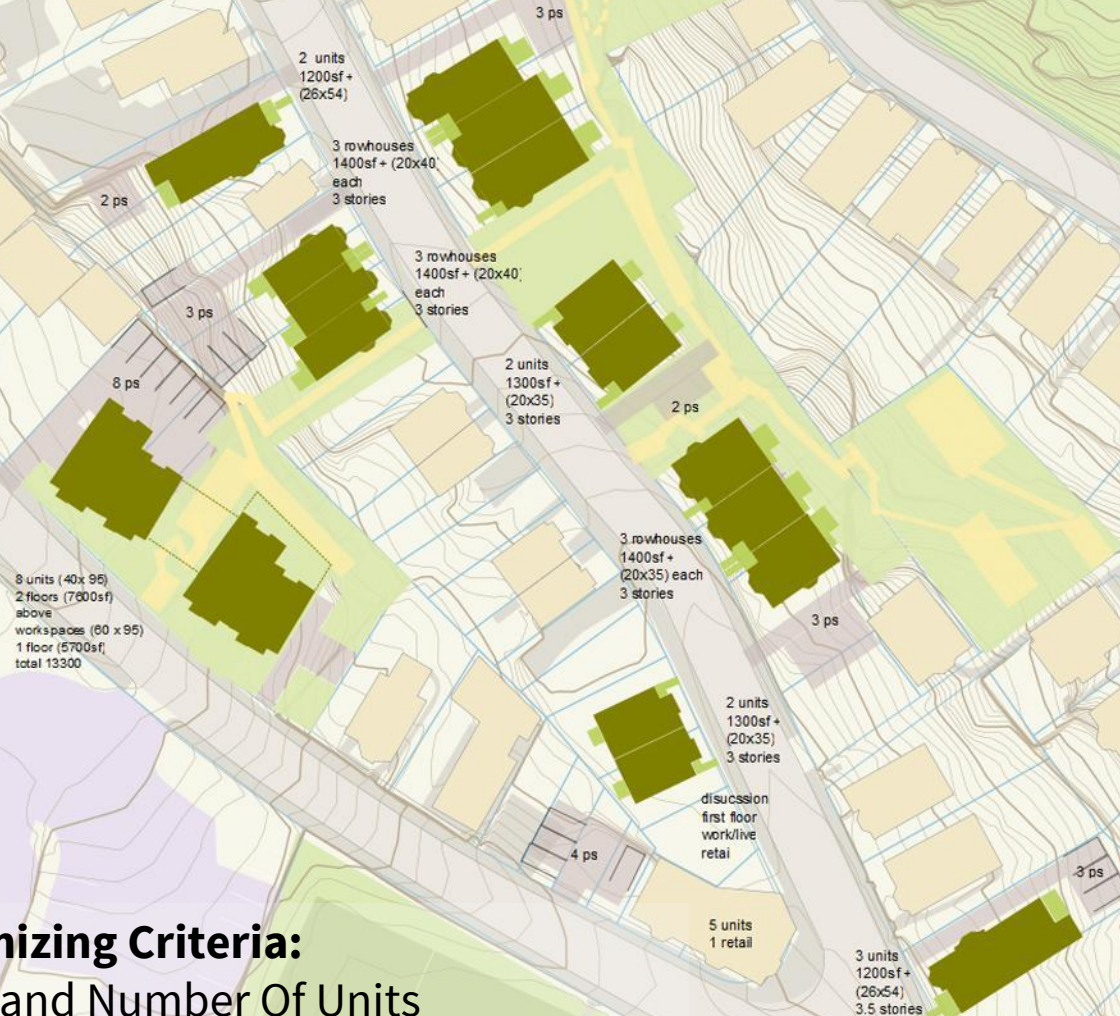 3 ps
2 units
1200sf +
(26x54)
3 rowhouses
1400sf + (20x40)
each
3 stories
2 ps
3 rowhouses
1400sf + (20x40)
each
3 stories
3 ps
2 units
1300sf +
(20x35)
3 stories
8 ps
2 ps
3 rowhouses
1400sf +
(20x35) each
3 stories
8 units (40x 95)
2 floors (7600sf)
above
workspaces (60 x 95)
1 floor (5700sf)
total 13300
3 ps
2 units
1300sf +
(20x35)
3 stories
disucssion
first floor
work/live
retai
4 ps
3 ps
5 units
1 retail
3 units
1200sf +
(26x54)
3.5 stories
nizing Criteria:
and Number Of Units